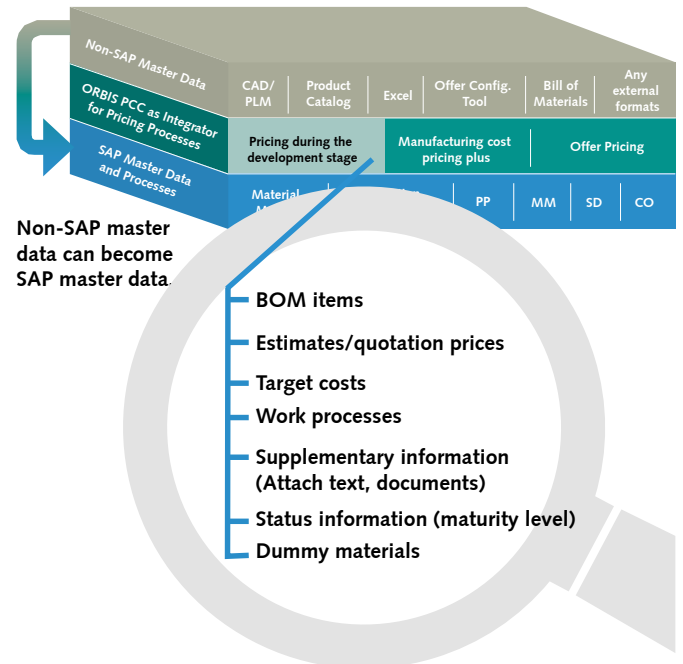 Non-SAP Master Data
CAD/
PLM
Product
Catalog
Excel
Offer Config.
Tool
Bill of
Materials
Any
external
formats
ORBIS PCC as Integrator
for Pricing Processes
Pricing during the
development stage
Manufacturing cost
pricing plus
Offer Pricing
SAP Master Data
and Processes
Material
PP
MM
SD
CO
Non-SAP master
data can become
SAP master data.
BOM items
Estimates/quotation prices
Target costs
Work processes
Supplementary information
(Attach text, documents)
Status information (maturity level)
Dummy materials